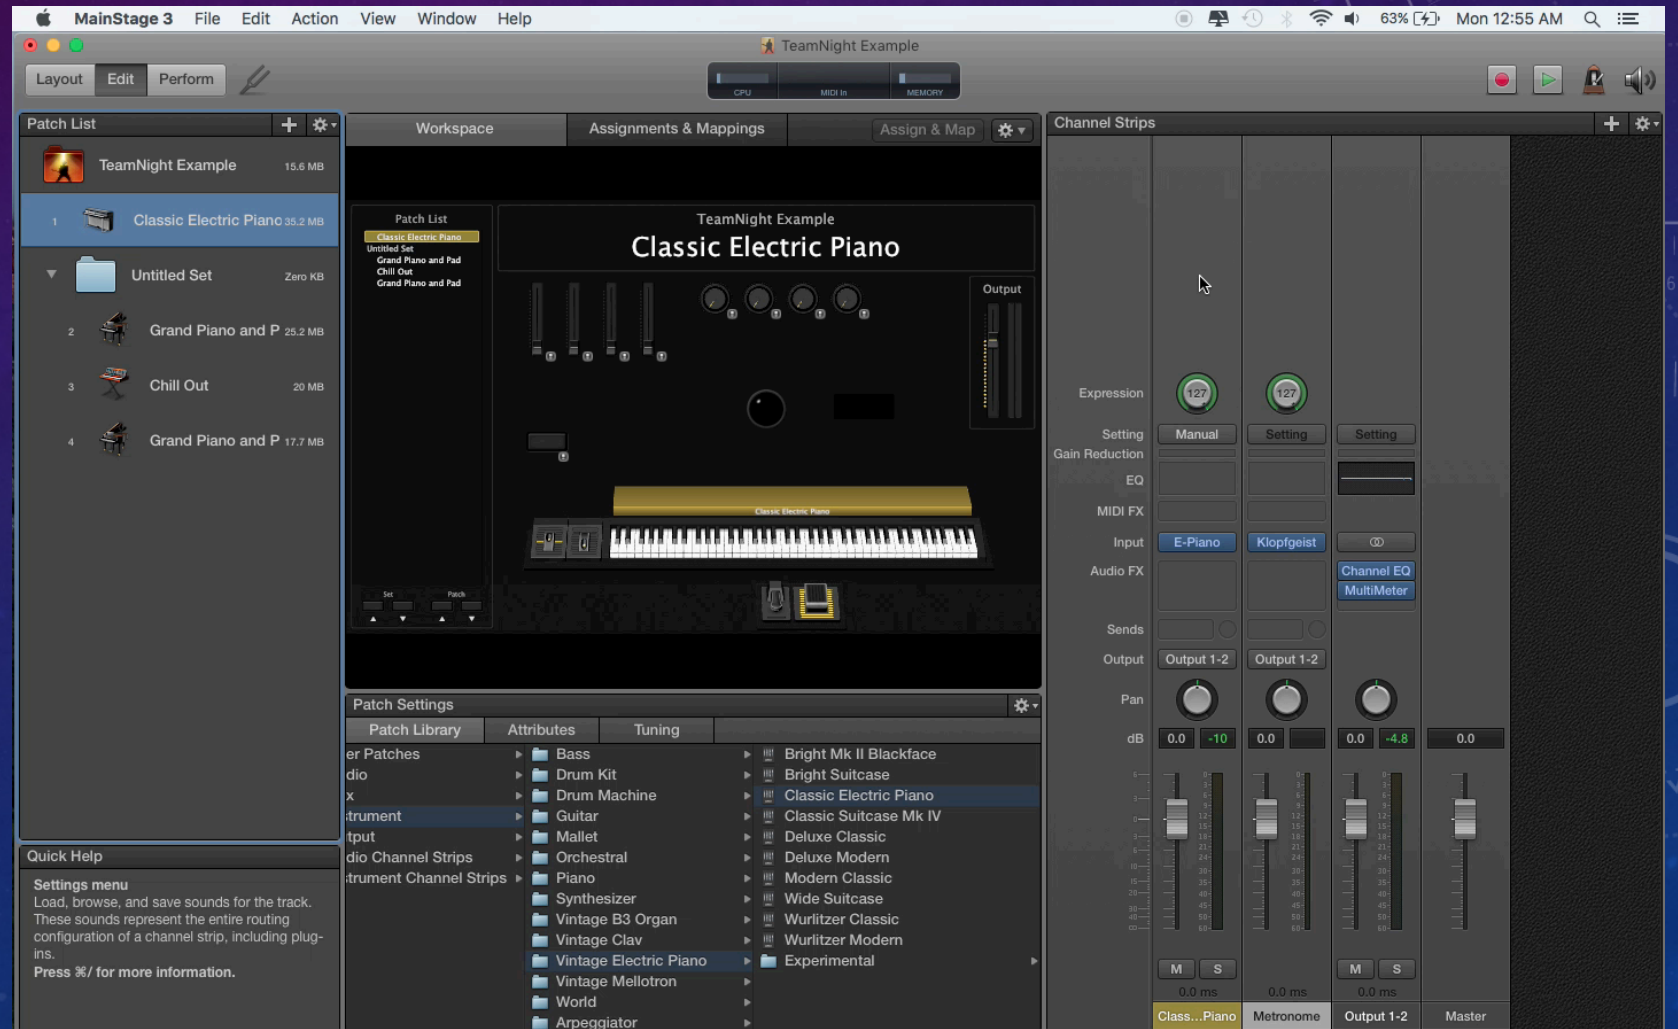 MainStage 3 File Edit Action View Window Help
63% Mon 12:55 AM
TeamNight Example
Layout Edit Perform
CPU MIDI In MEMORY
Patch List
TeamNight Example 15.6 MB
1 Classic Electric Piano 35.2 MB
Untitled Set Zero KB
2 Grand Piano and P 25.2 MB
3 Chill Out 20 MB
4 Grand Piano and P 17.7 MB
Quick Help
Settings menu
Load, browse, and save sounds for the track.
These sounds represent the entire routing
configuration of a channel strip, including plug-
ins.
Press ⌘/ for more information.
Workspace Assignments & Mappings Assign & Map
Patch List
Classic Electric Piano
Untitled Set
Grand Piano and Pad
Chill Out
Grand Piano and Pad
Set Patch
TeamNight Example
Classic Electric Piano
Output
Classic Electric Piano
Patch Settings
Patch Library Attributes Tuning
er Patches
dio
x
strument
tput
dio Channel Strips
strument Channel Strips
Bass
Drum Kit
Drum Machine
Guitar
Mallet
Orchestral
Piano
Synthesizer
Vintage B3 Organ
Vintage Clav
Vintage Electric Piano
Vintage Mellotron
World
Arpeggiator
Bright Mk II Blackface
Bright Suitcase
Classic Electric Piano
Classic Suitcase Mk IV
Deluxe Classic
Deluxe Modern
Modern Classic
Wide Suitcase
Wurlitzer Classic
Wurlitzer Modern
Experimental
Channel Strips
Expression 127 127
Setting Manual Setting Setting
Gain Reduction
EQ
MIDI FX
Input E-Piano Klopfgeist
Audio FX Channel EQ
MultiMeter
Sends
Output Output 1-2 Output 1-2
Pan
dB 0.0 -10 0.0 0.0 -4.8 0.0
M S M S
0.0 ms 0.0 ms 0.0 ms
Class...Piano Metronome Output 1-2 Master